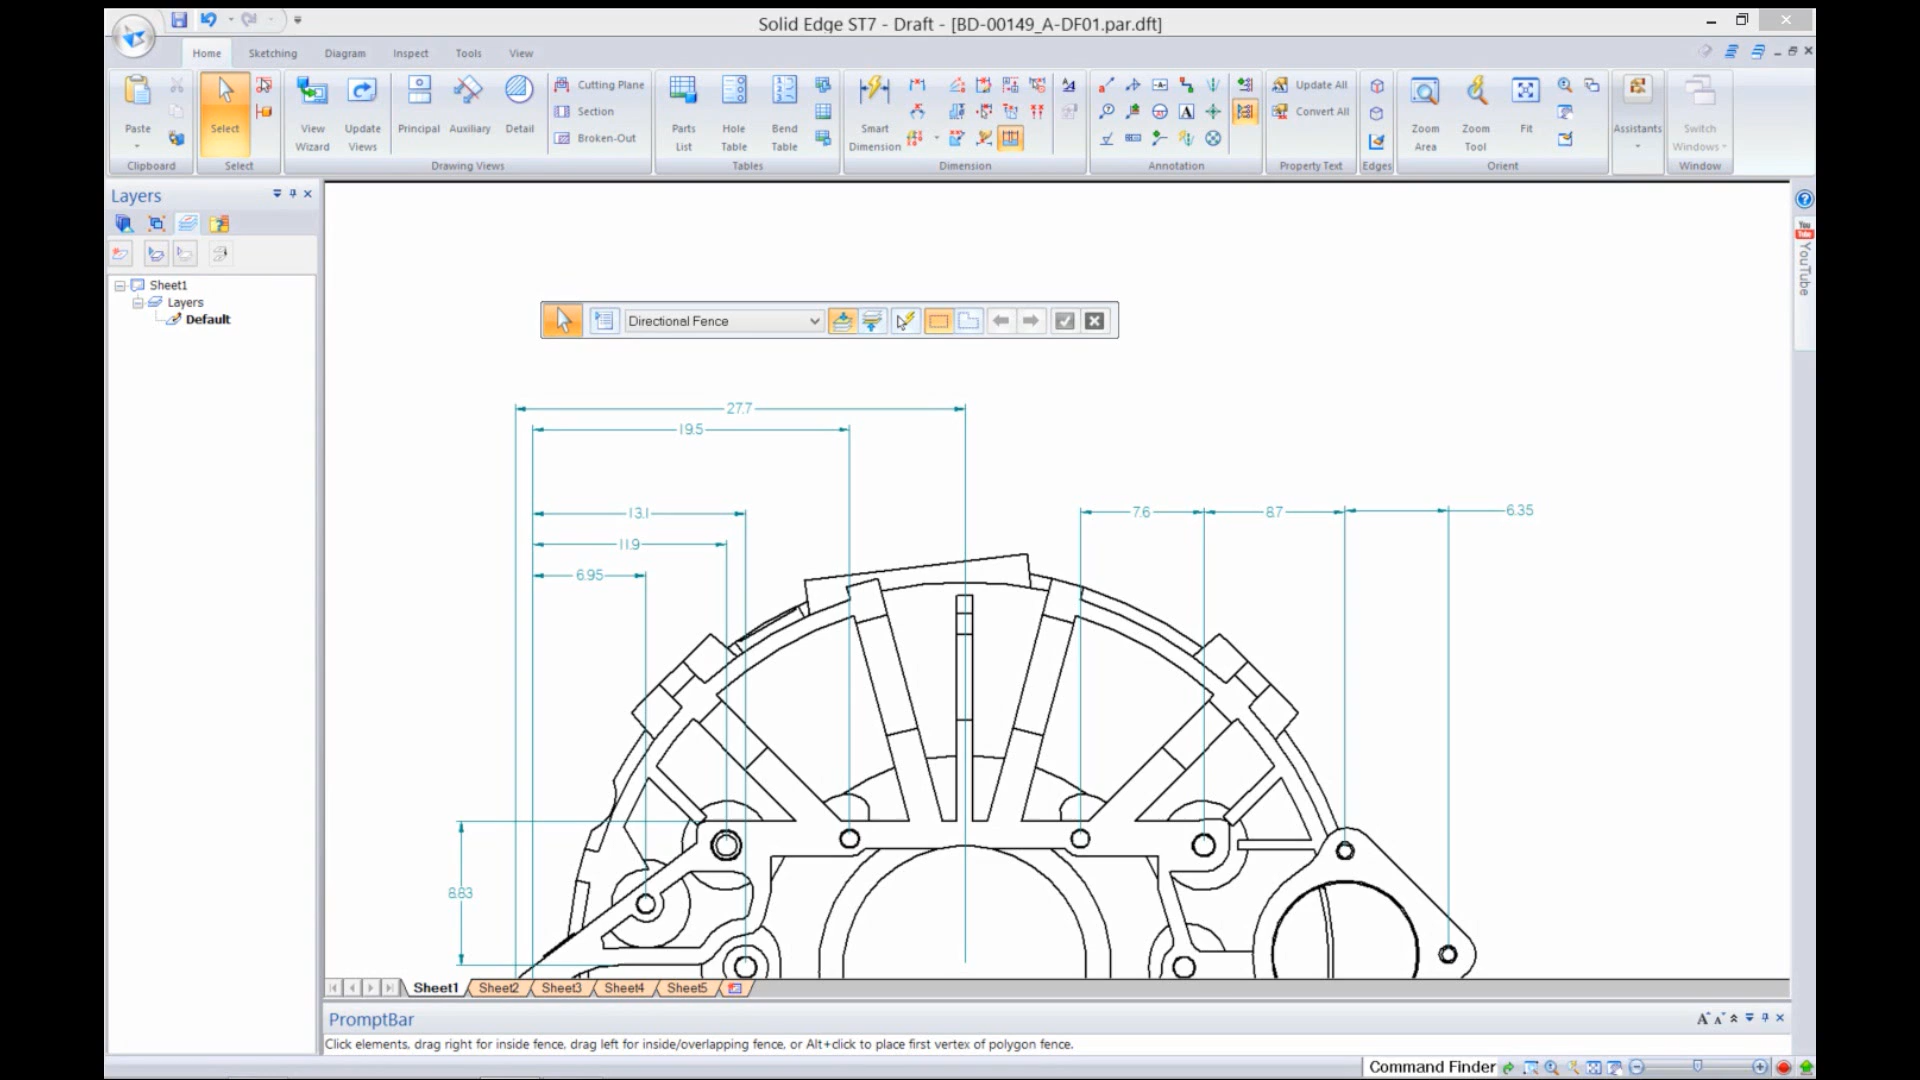 Solid Edge ST7 - Draft - [BD-00149_A-DF01.par.dft]
Home Sketching Diagram Inspect Tools View
Paste
Select
View Wizard
Update Views
Principal
Auxiliary
Detail
Cutting Plane
Section
Broken-Out
Parts List
Hole Table
Bend Table
Smart Dimension
Update All
Convert All
Zoom Area
Zoom Tool
Fit
Assistants
Switch Windows
Clipboard Select Drawing Views Tables Dimension Annotation Property Text Edges Orient Window
Layers
Sheet1
Layers
Default
Directional Fence
YouTube
27.7
19.5
13.1
11.9
6.95
7.6
8.7
6.35
8.83
Sheet1 Sheet2 Sheet3 Sheet4 Sheet5
PromptBar
Click elements, drag right for inside fence, drag left for inside/overlapping fence, or Alt+click to place first vertex of polygon fence.
Command Finder